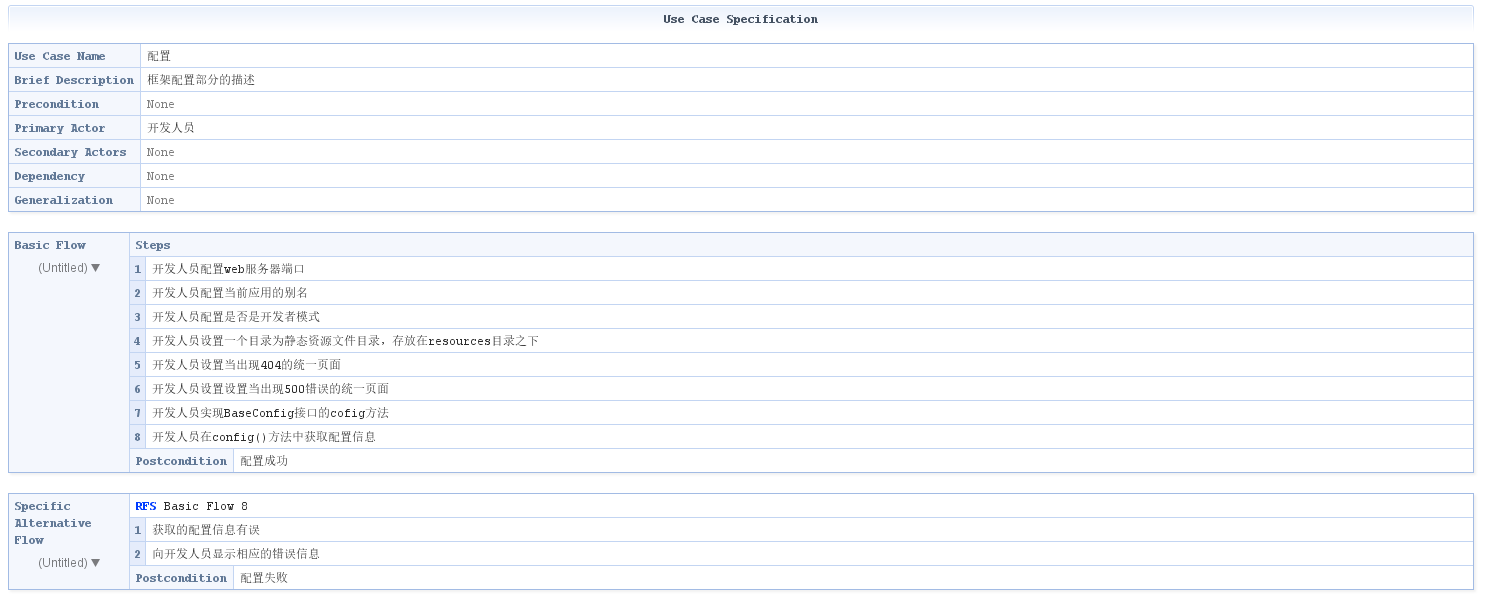 Use Case Specification
Use Case Name 配置
Brief Description 框架配置部分的描述
Precondition None
Primary Actor 开发人员
Secondary Actors None
Dependency None
Generalization None
Basic Flow Steps
(Untitled) ▼
1 开发人员配置web服务器端口
2 开发人员配置当前应用的别名
3 开发人员配置是否是开发者模式
4 开发人员设置一个目录为静态资源文件目录，存放在resources目录之下
5 开发人员设置当出现404的统一页面
6 开发人员设置设置当出现500错误的统一页面
7 开发人员实现BaseConfig接口的cofig方法
8 开发人员在config()方法中获取配置信息
Postcondition 配置成功
Specific
Alternative
Flow
(Untitled) ▼
RFS Basic Flow 8
1 获取的配置信息有误
2 向开发人员显示相应的错误信息
Postcondition 配置失败